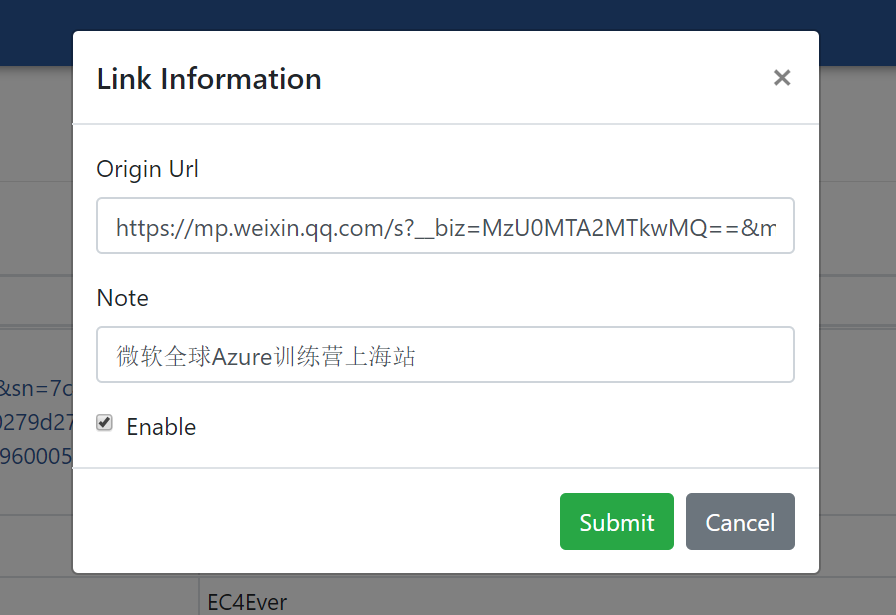 Link Information
×
Origin Url
https://mp.weixin.qq.com/s?__biz=MzU0MTA2MTkwMQ==&m
Note
微软全球Azure训练营上海站
Enable
&sn=7c
0279d27
960005
Submit Cancel
EC4Ever